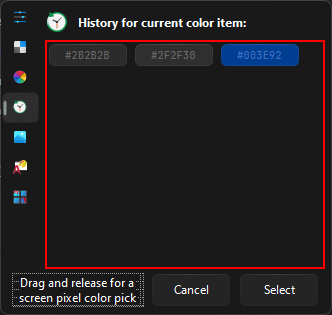 History for current color item:
#2B2B2B #2F2F30 #003E92
Drag and release for a
screen pixel color pick
Cancel
Select